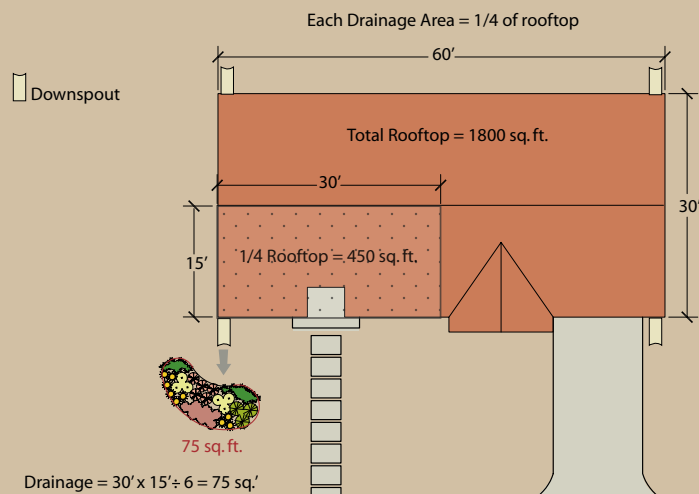 Each Drainage Area = 1/4 of rooftop
60’
Downspout
Total Rooftop = 1800 sq. ft.
30’
30’
15’
1/4 Rooftop = 450 sq. ft.
75 sq. ft.
Drainage = 30’ x 15’÷ 6 = 75 sq.’